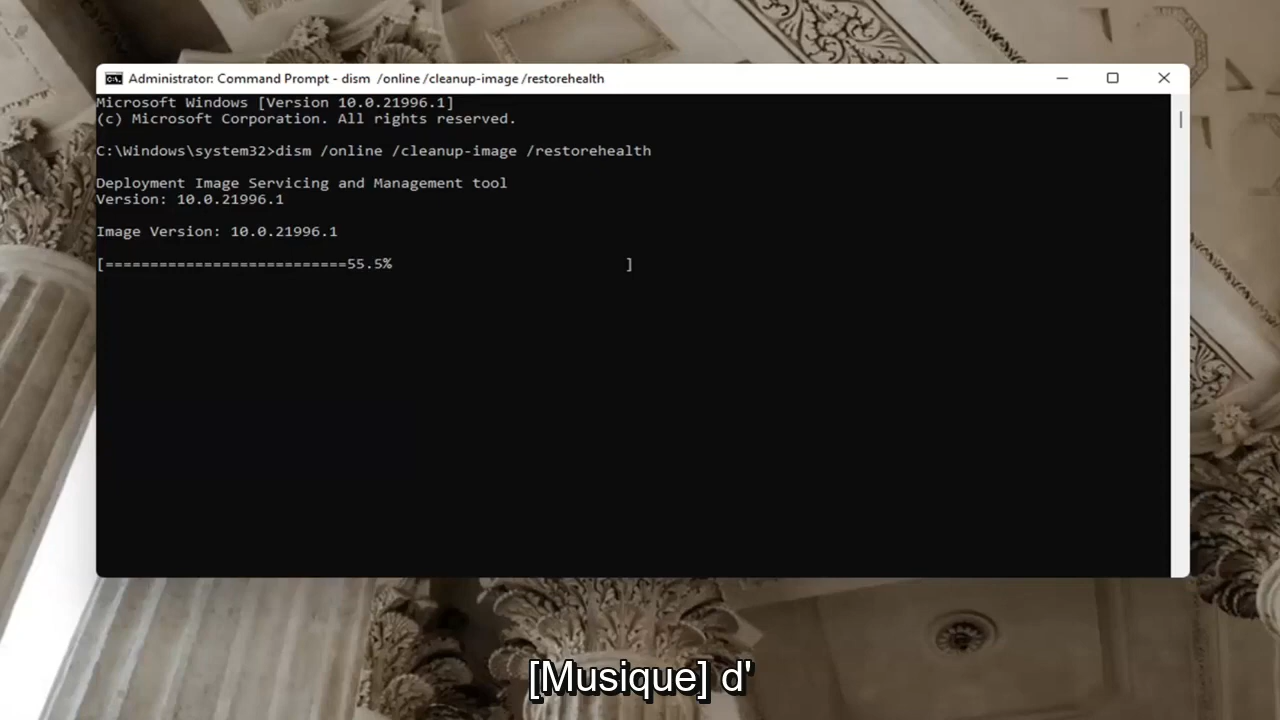 Administrator: Command Prompt - dism  /online /cleanup-image /restorehealth
Microsoft Windows [Version 10.0.21996.1]
(c) Microsoft Corporation. All rights reserved.
C:\Windows\system32>dism /online /cleanup-image /restorehealth
Deployment Image Servicing and Management tool
Version: 10.0.21996.1
Image Version: 10.0.21996.1
[===========================55.5%                          ]
[Musique] d'